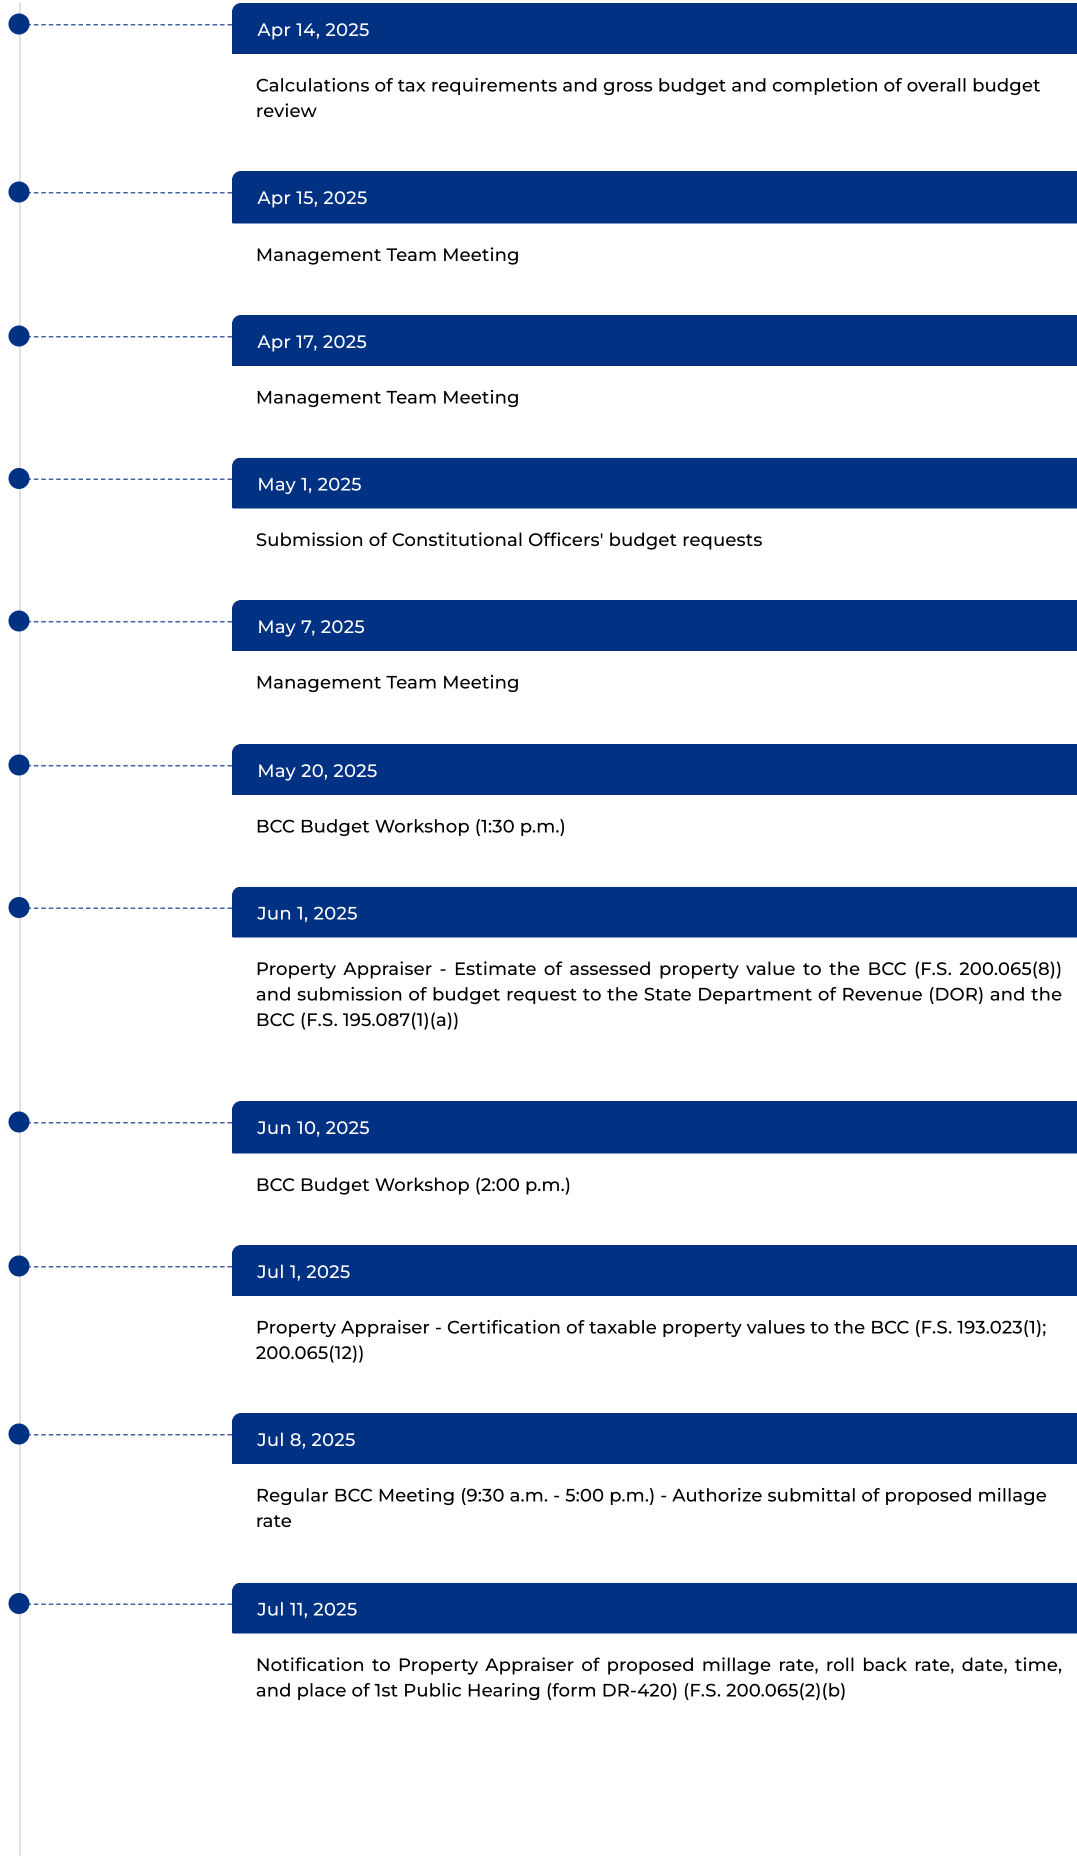 Apr 14, 2025
Calculations of tax requirements and gross budget and completion of overall budget
review
Apr 15, 2025
Management Team Meeting
Apr 17, 2025
Management Team Meeting
May 1, 2025
Submission of Constitutional Officers' budget requests
May 7, 2025
Management Team Meeting
May 20, 2025
BCC Budget Workshop (1:30 p.m.)
Jun 1, 2025
Property Appraiser - Estimate of assessed property value to the BCC (F.S. 200.065(8))
and submission of budget request to the State Department of Revenue (DOR) and the
BCC (F.S. 195.087(1)(a))
Jun 10, 2025
BCC Budget Workshop (2:00 p.m.)
Jul 1, 2025
Property Appraiser - Certification of taxable property values to the BCC (F.S. 193.023(1);
200.065(12))
Jul 8, 2025
Regular BCC Meeting (9:30 a.m. - 5:00 p.m.) - Authorize submittal of proposed millage
rate
Jul 11, 2025
Notification to Property Appraiser of proposed millage rate, roll back rate, date, time,
and place of 1st Public Hearing (form DR-420) (F.S. 200.065(2)(b)